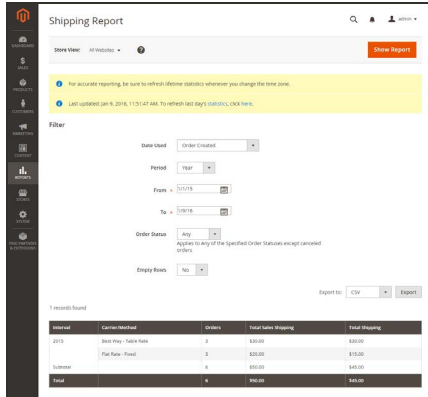 Shipping Report
admin
DASHBOARD
SALES
PRODUCTS
CUSTOMERS
MARKETING
CONTENT
REPORTS
STORES
SYSTEM
FIND PARTNERS
& EXTENSIONS
Store View: All Websites
Show Report
For accurate reporting, be sure to refresh lifetime statistics whenever you change the time zone.
Last updated: Jan 9, 2016, 11:51:47 AM. To refresh last day's statistics, click here.
Filter
Date Used Order Created
Period Year
From 1/1/15
To 1/9/16
Order Status Any
Applies to Any of the Specified Order Statuses except canceled
orders
Empty Rows No
Export to: CSV Export
1 records found
Interval Carrier/Method Orders Total Sales Shipping Total Shipping
2015 Best Way - Table Rate 3 $30.00 $30.00
Flat Rate - Fixed 3 $20.00 $15.00
Subtotal 6 $50.00 $45.00
Total 6 $50.00 $45.00